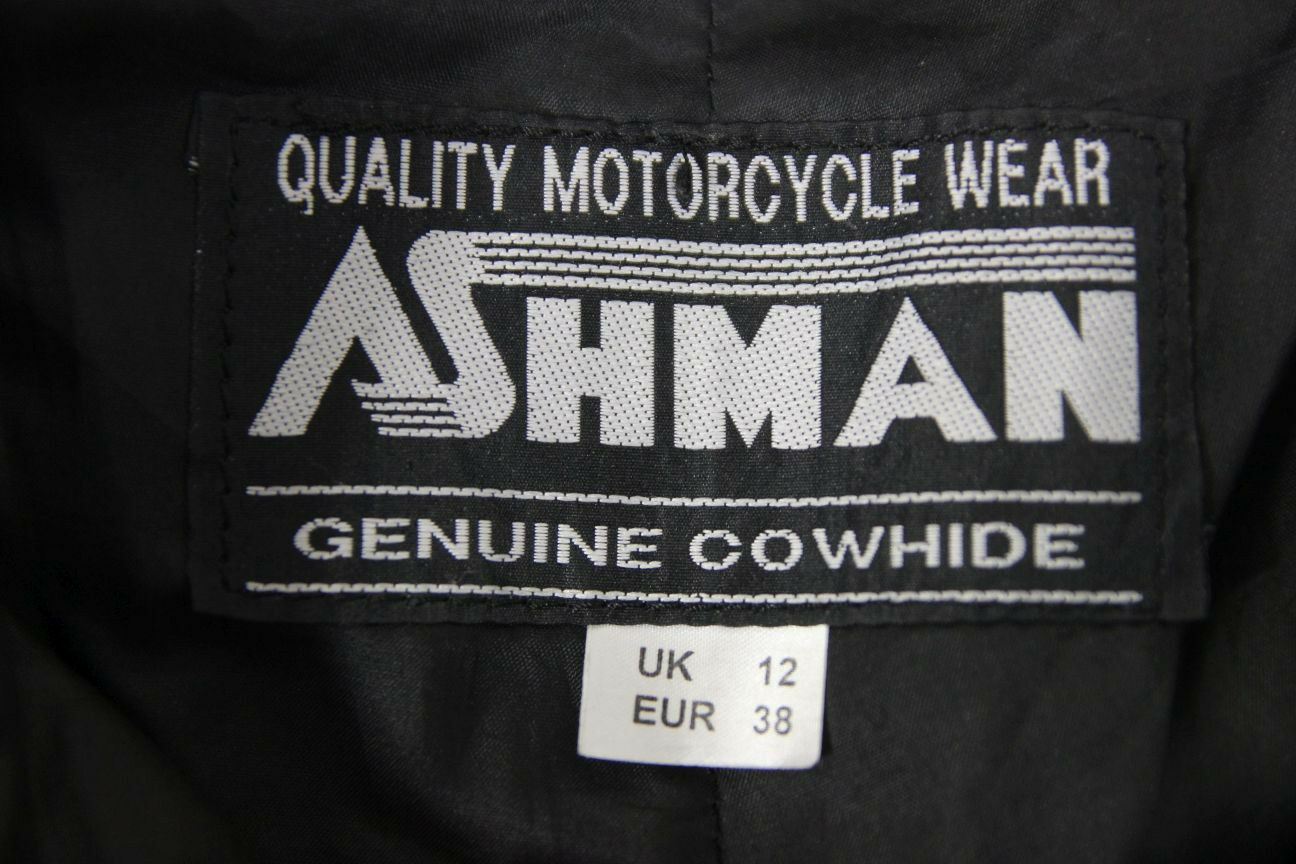 QUALITY MOTORCYCLE WEAR
ASHMAN
GENUINE COWHIDE
UK 12
EUR 38